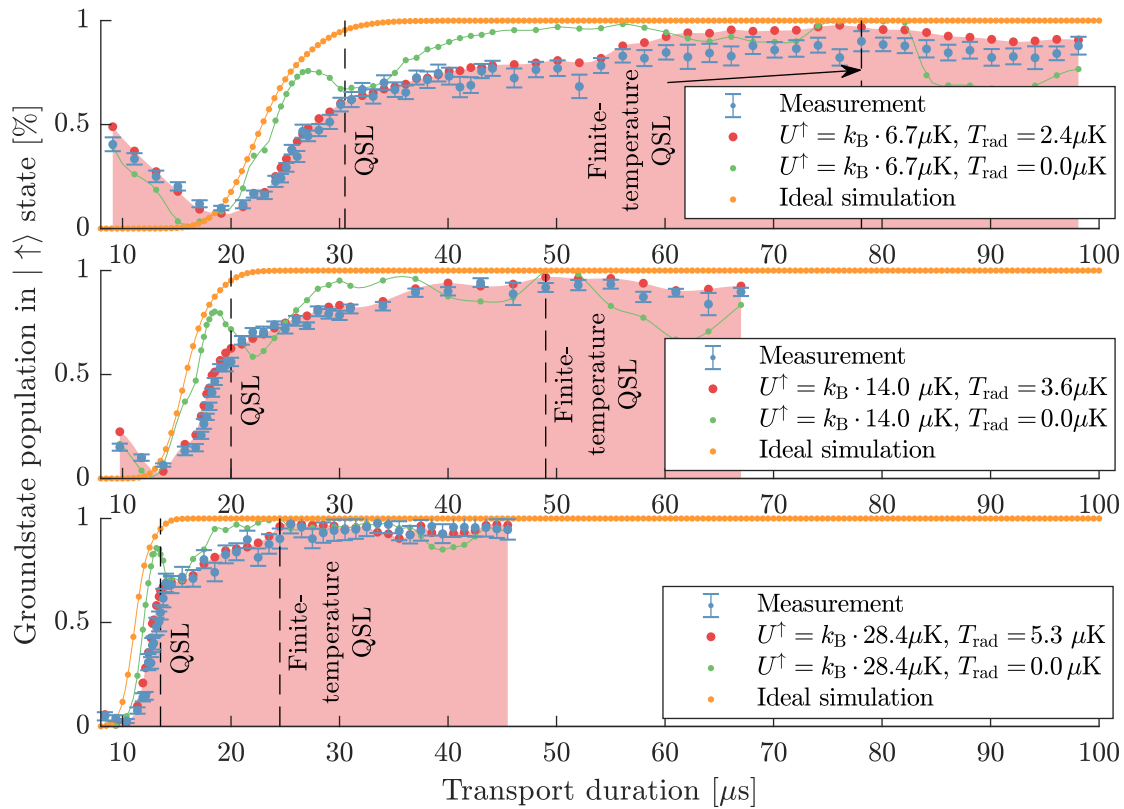 Groundstate population in | ↑⟩ state [%]
1
0.5
0
QSL
Finite-
temperature
QSL
Measurement
U↑ = kB · 6.7μK, Trad = 2.4μK
U↑ = kB · 6.7μK, Trad = 0.0μK
Ideal simulation
10 20 30 40 50 60 70 80 90 100
1
0.5
0
QSL
Finite-
temperature
QSL
Measurement
U↑ = kB · 14.0 μK, Trad = 3.6μK
U↑ = kB · 14.0 μK, Trad = 0.0μK
Ideal simulation
10 20 30 40 50 60 70 80 90 100
1
0.5
0
QSL
Finite-
temperature
QSL
Measurement
U↑ = kB · 28.4μK, Trad = 5.3 μK
U↑ = kB · 28.4μK, Trad = 0.0 μK
Ideal simulation
10 20 30 40 50 60 70 80 90 100
Transport duration [μs]